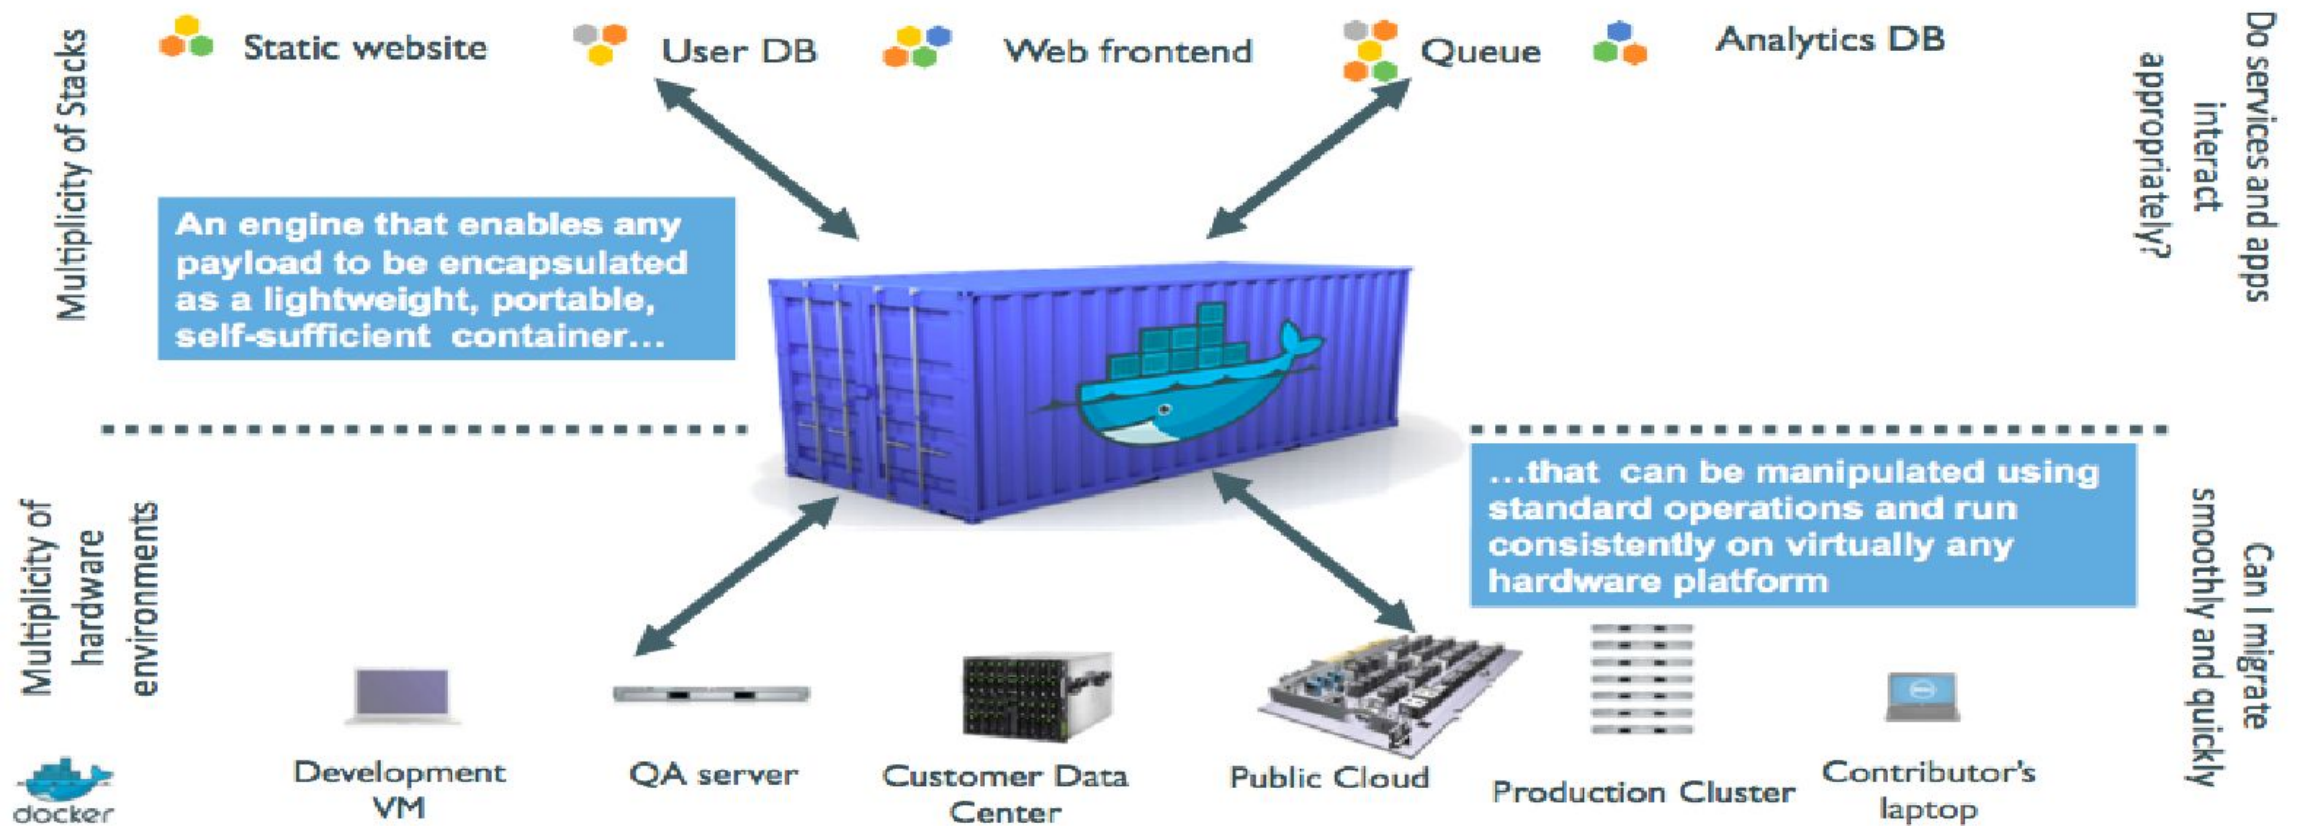 Multiplicity of Stacks
Static website
User DB
Web frontend
Queue
Analytics DB
Do services and apps
interact
appropriately?
An engine that enables any
payload to be encapsulated
as a lightweight, portable,
self-sufficient container...
...that can be manipulated using
standard operations and run
consistently on virtually any
hardware platform
Multiplicity of
hardware
environments
Can I migrate
smoothly and quickly
Development
VM
QA server
Customer Data
Center
Public Cloud
Production Cluster
Contributor's
laptop
docker